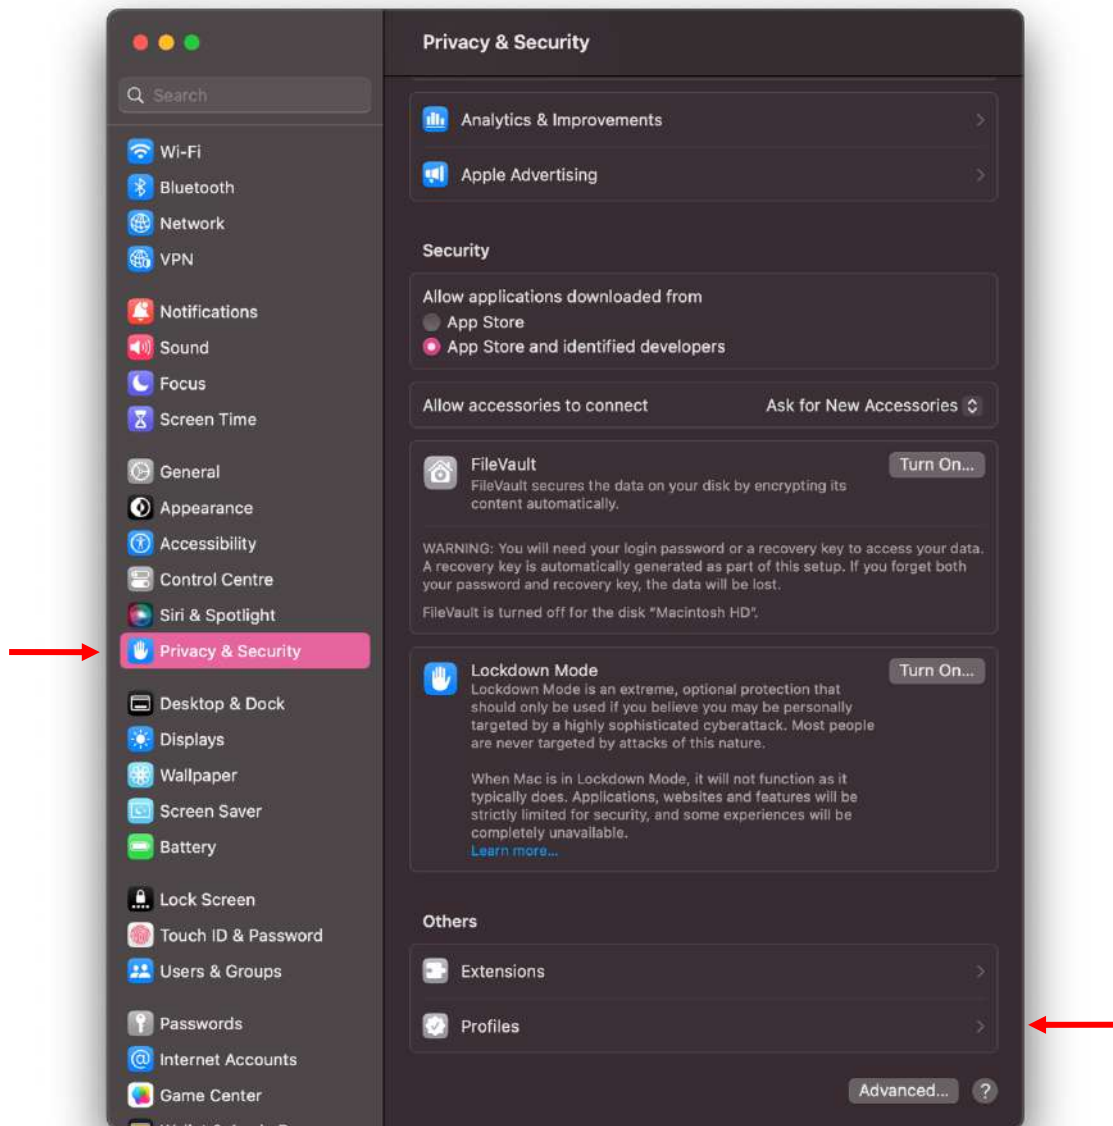 Privacy & Security
Search
Wi-Fi
Bluetooth
Network
VPN
Notifications
Sound
Focus
Screen Time
General
Appearance
Accessibility
Control Centre
Siri & Spotlight
Privacy & Security
Desktop & Dock
Displays
Wallpaper
Screen Saver
Battery
Lock Screen
Touch ID & Password
Users & Groups
Passwords
Internet Accounts
Game Center
Analytics & Improvements
Apple Advertising
Security
Allow applications downloaded from
App Store
App Store and identified developers
Allow accessories to connect
Ask for New Accessories
FileVault
Turn On...
FileVault secures the data on your disk by encrypting its
content automatically.
WARNING: You will need your login password or a recovery key to access your data.
A recovery key is automatically generated as part of this setup. If you forget both
your password and recovery key, the data will be lost.
FileVault is turned off for the disk "Macintosh HD".
Lockdown Mode
Turn On...
Lockdown Mode is an extreme, optional protection that
should only be used if you believe you may be personally
targeted by a highly sophisticated cyberattack. Most people
are never targeted by attacks of this nature.
When Mac is in Lockdown Mode, it will not function as it
typically does. Applications, websites and features will be
strictly limited for security, and some experiences will be
completely unavailable.
Learn more...
Others
Extensions
Profiles
Advanced...
?